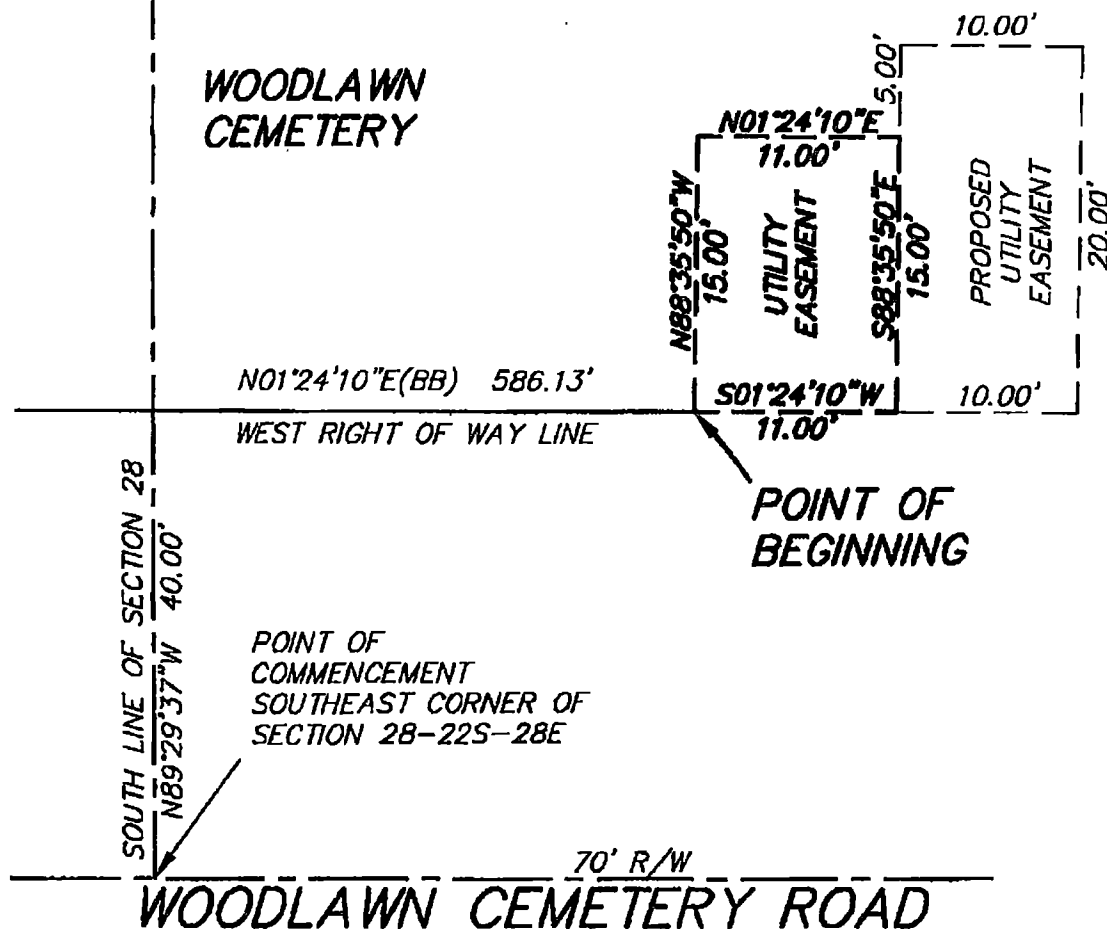 WOODLAWN
CEMETERY
10.00'
5.00'
N01°24'10"E
11.00'
N88°35'50"W
15.00'
UTILITY
EASEMENT
S88°35'50"E
15.00'
PROPOSED
UTILITY
EASEMENT
20.00'
N01°24'10"E(BB) 586.13'
S01°24'10"W
11.00'
10.00'
WEST RIGHT OF WAY LINE
POINT OF
BEGINNING
SOUTH LINE OF SECTION 28
N89°29'37"W 40.00'
POINT OF
COMMENCEMENT
SOUTHEAST CORNER OF
SECTION 28-22S-28E
70' R/W
WOODLAWN CEMETERY ROAD